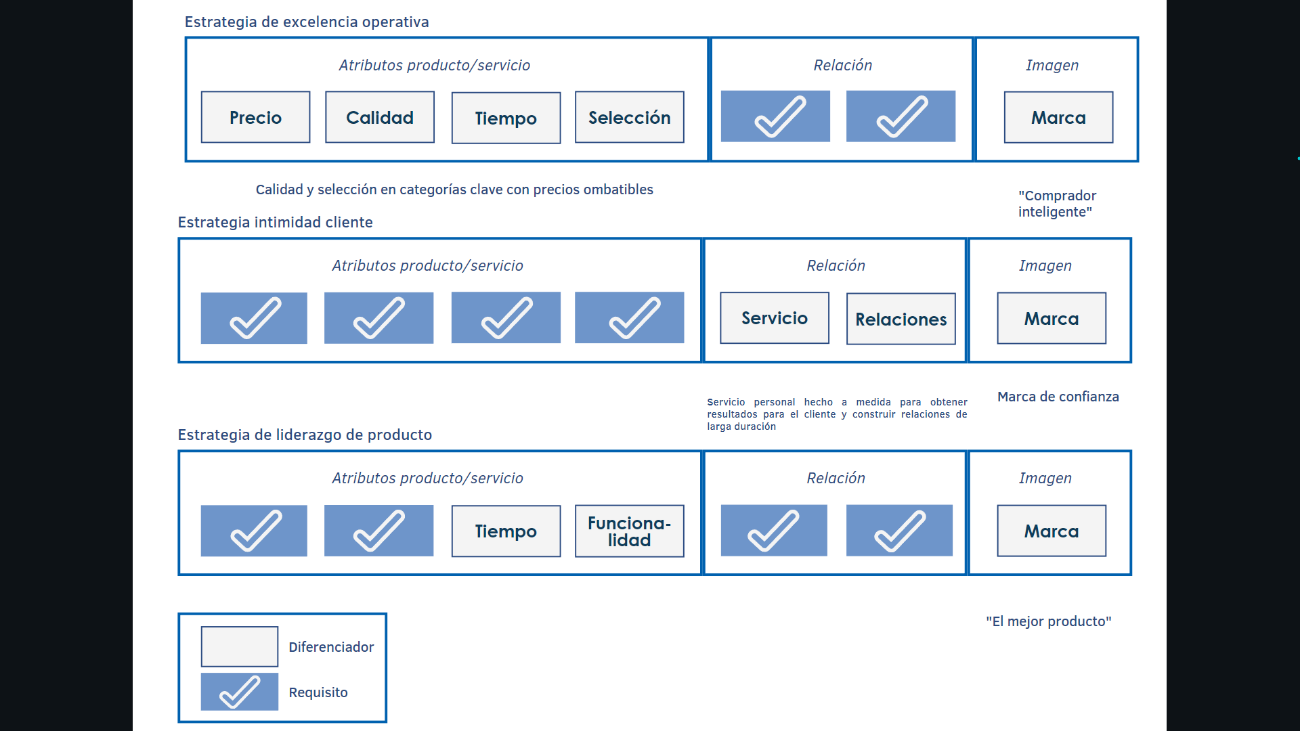 Estrategia de excelencia operativa
Atributos producto/servicio
Relación
Imagen
Precio
Calidad
Tiempo
Selección
Marca
Calidad y selección en categorías clave con precios ombatibles
"Comprador
inteligente"
Estrategia intimidad cliente
Atributos producto/servicio
Relación
Imagen
Servicio
Relaciones
Marca
Servicio personal hecho a medida para obtener
resultados para el cliente y construir relaciones de
larga duración
Marca de confianza
Estrategia de liderazgo de producto
Atributos producto/servicio
Relación
Imagen
Tiempo
Funciona-
lidad
Marca
"El mejor producto"
Diferenciador
Requisito